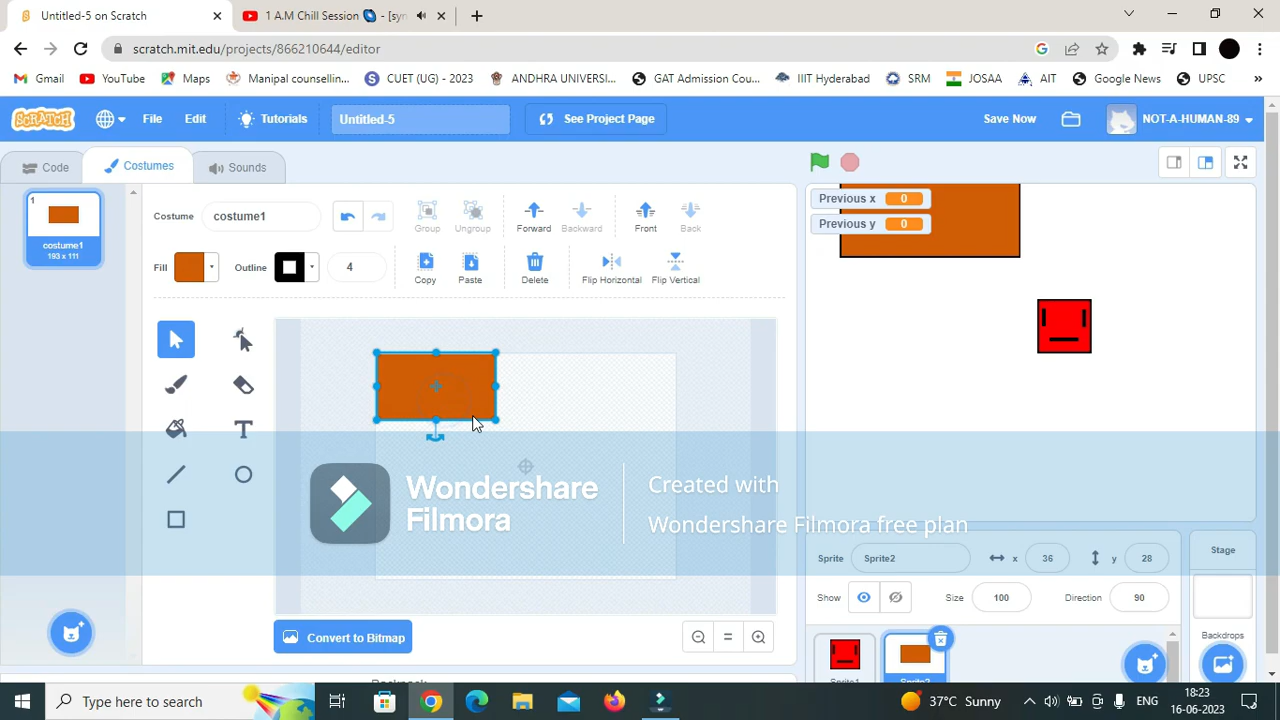 Untitled-5 on Scratch
1 A.M Chill Session
scratch.mit.edu/projects/866210644/editor
Gmail YouTube Maps Manipal counsellin... CUET (UG) - 2023 ANDHRA UNIVERSI... GAT Admission Cou... IIIT Hyderabad SRM JOSAA AIT Google News UPSC »
SCRATCH File Edit Tutorials Untitled-5 See Project Page Save Now NOT-A-HUMAN-89
Code Costumes Sounds
1
costume1
193 x 111
Costume costume1
Group Ungroup Forward Backward Front Back
Fill Outline 4
Copy Paste Delete Flip Horizontal Flip Vertical
Previous x 0
Previous y 0
Wondershare
Filmora
Created with
Wondershare Filmora free plan
Convert to Bitmap
Sprite Sprite2 x 36 y 28
Show Size 100 Direction 90
Stage
Backdrops
Sprite1
Sprite2
Backpack
Type here to search
37°C Sunny
ENG
18:23
16-06-2023